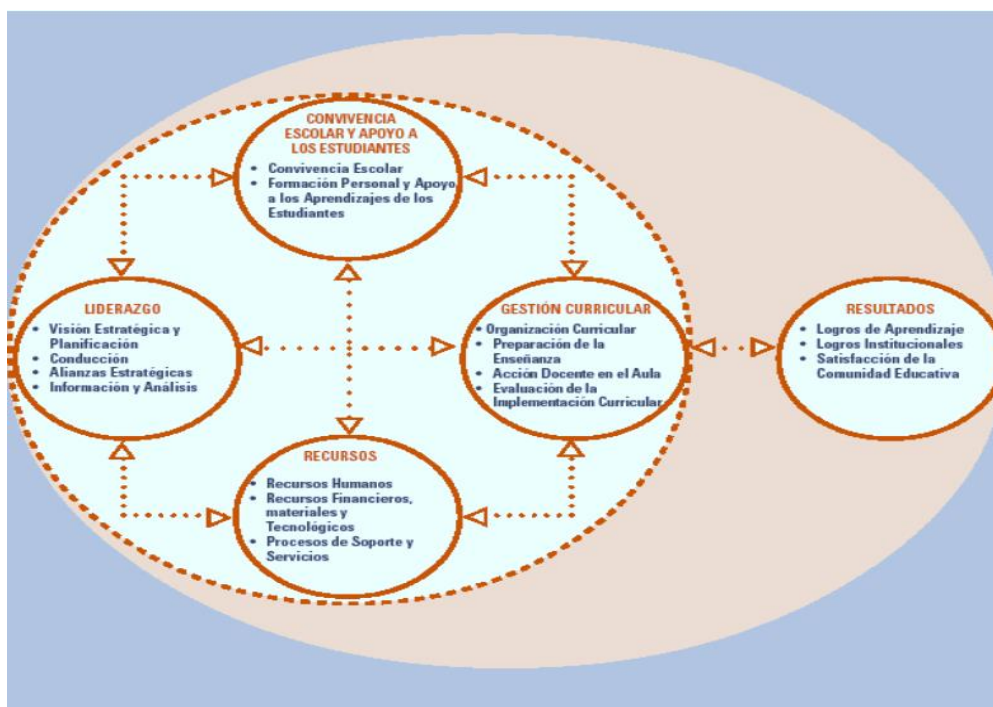 CONVIVENCIA
ESCOLAR Y APOYO A
LOS ESTUDIANTES
• Convivencia Escolar
• Formación Personal y Apoyo
a los Aprendizajes de los
Estudiantes
LIDERAZGO
• Visión Estratégica y
Planificación
• Conducción
• Alianzas Estratégicas
• Información y Análisis
GESTIÓN CURRICULAR
• Organización Curricular
• Preparación de la
Enseñanza
• Acción Docente en el Aula
• Evaluación de la
Implementación Curricular
RESULTADOS
• Logros de Aprendizaje
• Logros Institucionales
• Satisfacción de la
Comunidad Educativa
RECURSOS
• Recursos Humanos
• Recursos Financieros,
materiales y
Tecnológicos
• Procesos de Soporte y
Servicios